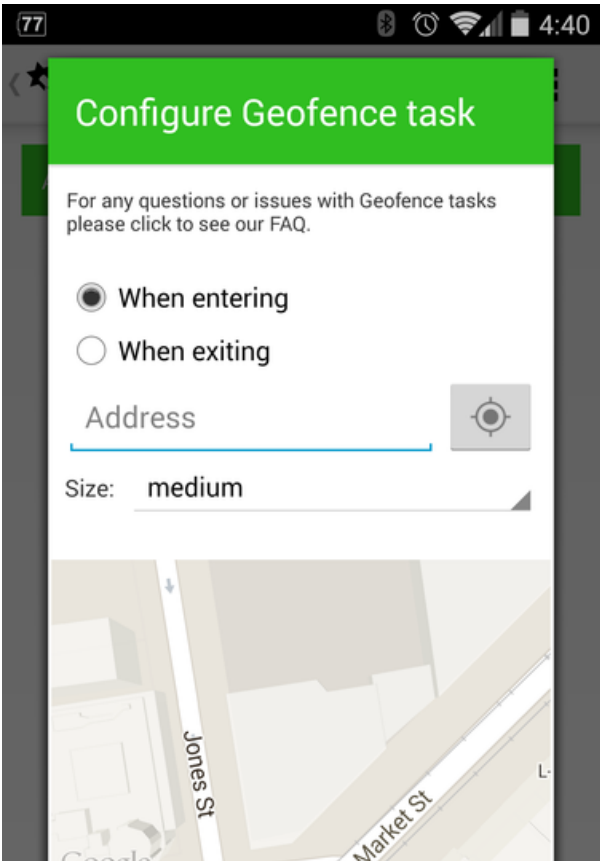 77
4:40
Configure Geofence task
For any questions or issues with Geofence tasks
please click to see our FAQ.
When entering
When exiting
Address
Size: medium
Jones St
L-
Market St
Google